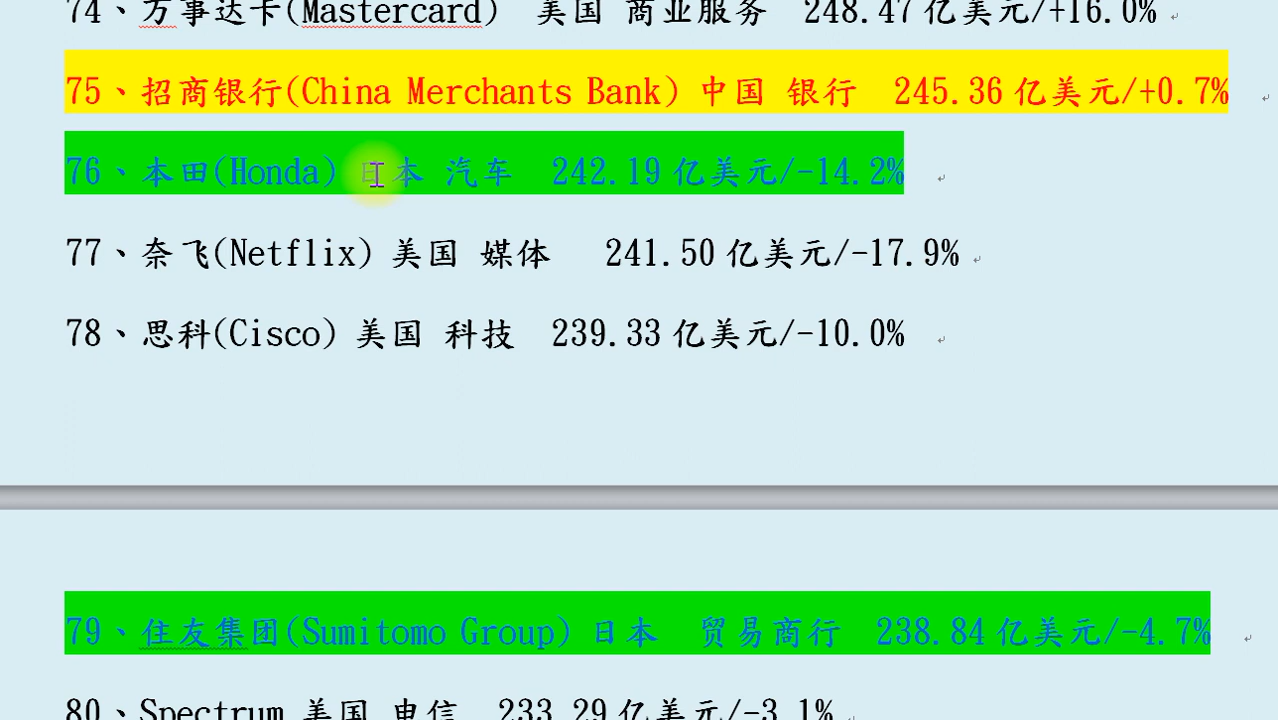 74、万事达卡(Mastercard) 美国 商业服务 248.47亿美元/+16.0%
75、招商银行(China Merchants Bank) 中国 银行 245.36亿美元/+0.7%
76、本田(Honda) 日本 汽车 242.19亿美元/-14.2%
77、奈飞(Netflix) 美国 媒体 241.50亿美元/-17.9%
78、思科(Cisco) 美国 科技 239.33亿美元/-10.0%
79、住友集团(Sumitomo Group) 日本 贸易商行 238.84亿美元/-4.7%
80、Spectrum 美国 电信 233.29亿美元/-3.1%